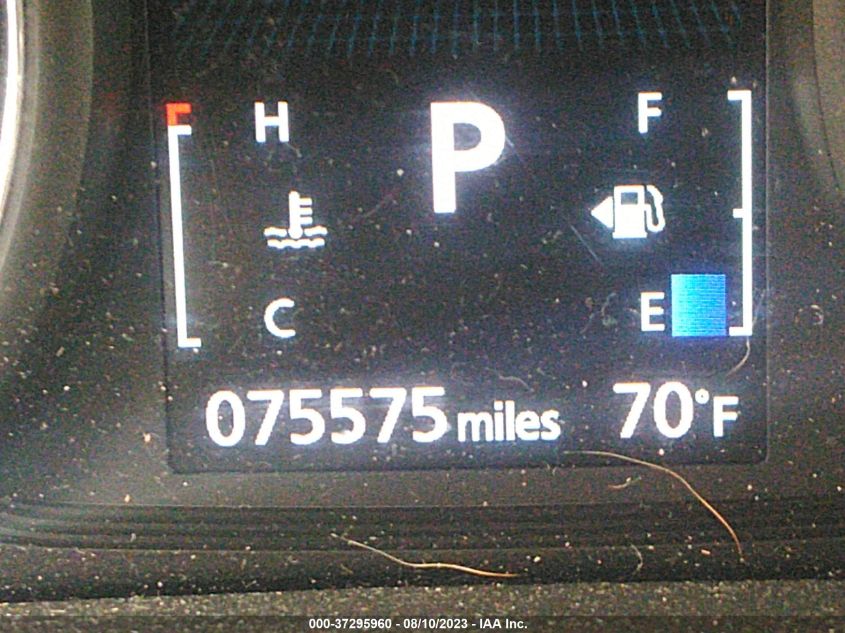 H P F
C E
075575 miles 70°F
000-37295960 - 08/10/2023 - IAA Inc.